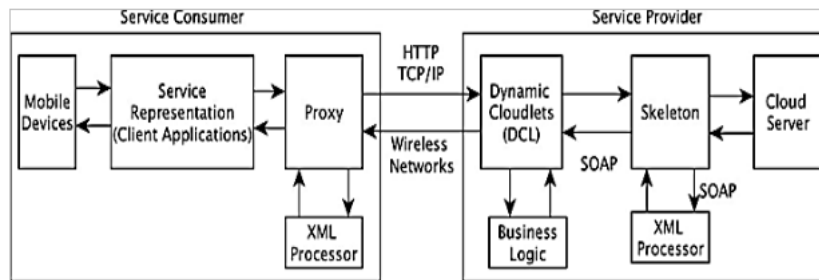 Service Consumer
Service Provider
Mobile
Devices
Service
Representation
(Client Applications)
Proxy
XML
Processor
HTTP
TCP/IP
Wireless
Networks
Dynamic
Cloudlets
(DCL)
Business
Logic
SOAP
Skeleton
SOAP
XML
Processor
Cloud
Server